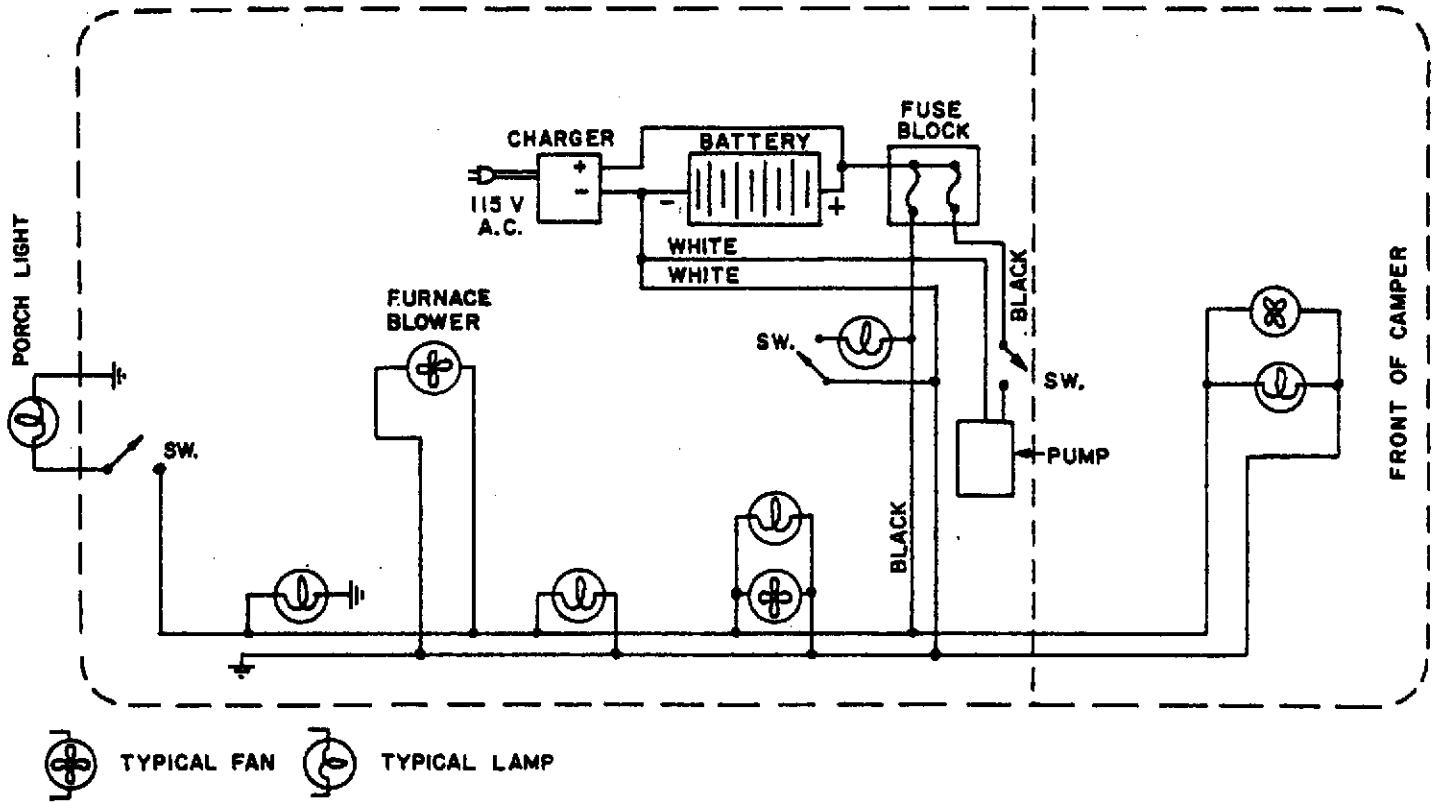 FUSE
BLOCK
CHARGER
BATTERY
+
-
-
+
115 V
A.C.
WHITE
WHITE
BLACK
PORCH LIGHT
FURNACE
BLOWER
SW.
SW.
FRONT OF CAMPER
SW.
PUMP
BLACK
TYPICAL FAN
TYPICAL LAMP